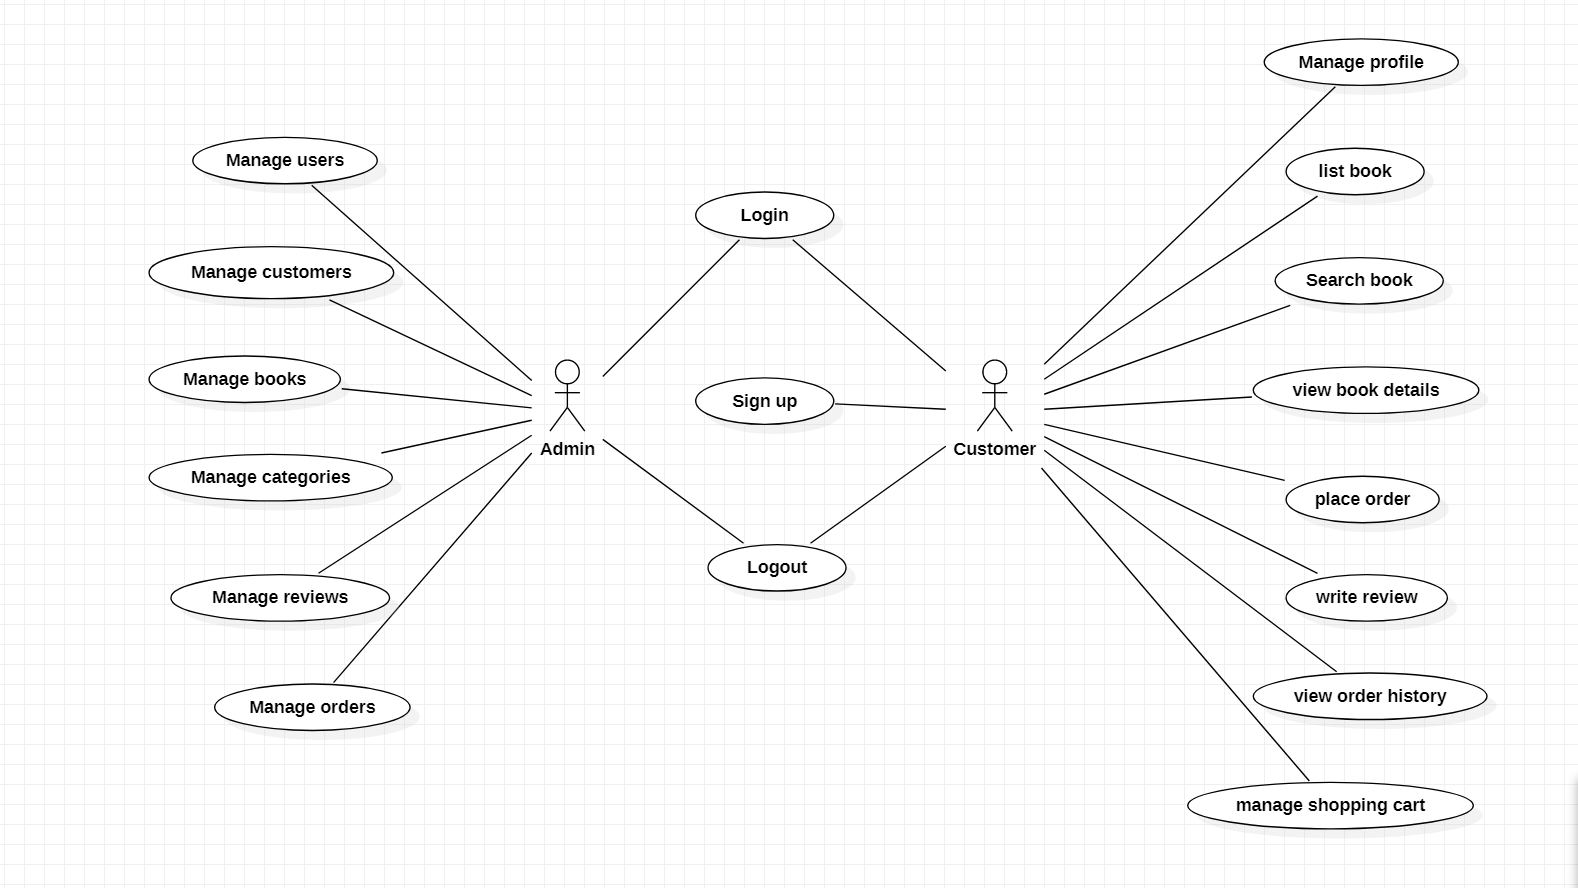 Manage profile
Manage users
list book
Login
Manage customers
Search book
Manage books
Sign up
view book details
Admin
Customer
Manage categories
place order
Logout
Manage reviews
write review
Manage orders
view order history
manage shopping cart